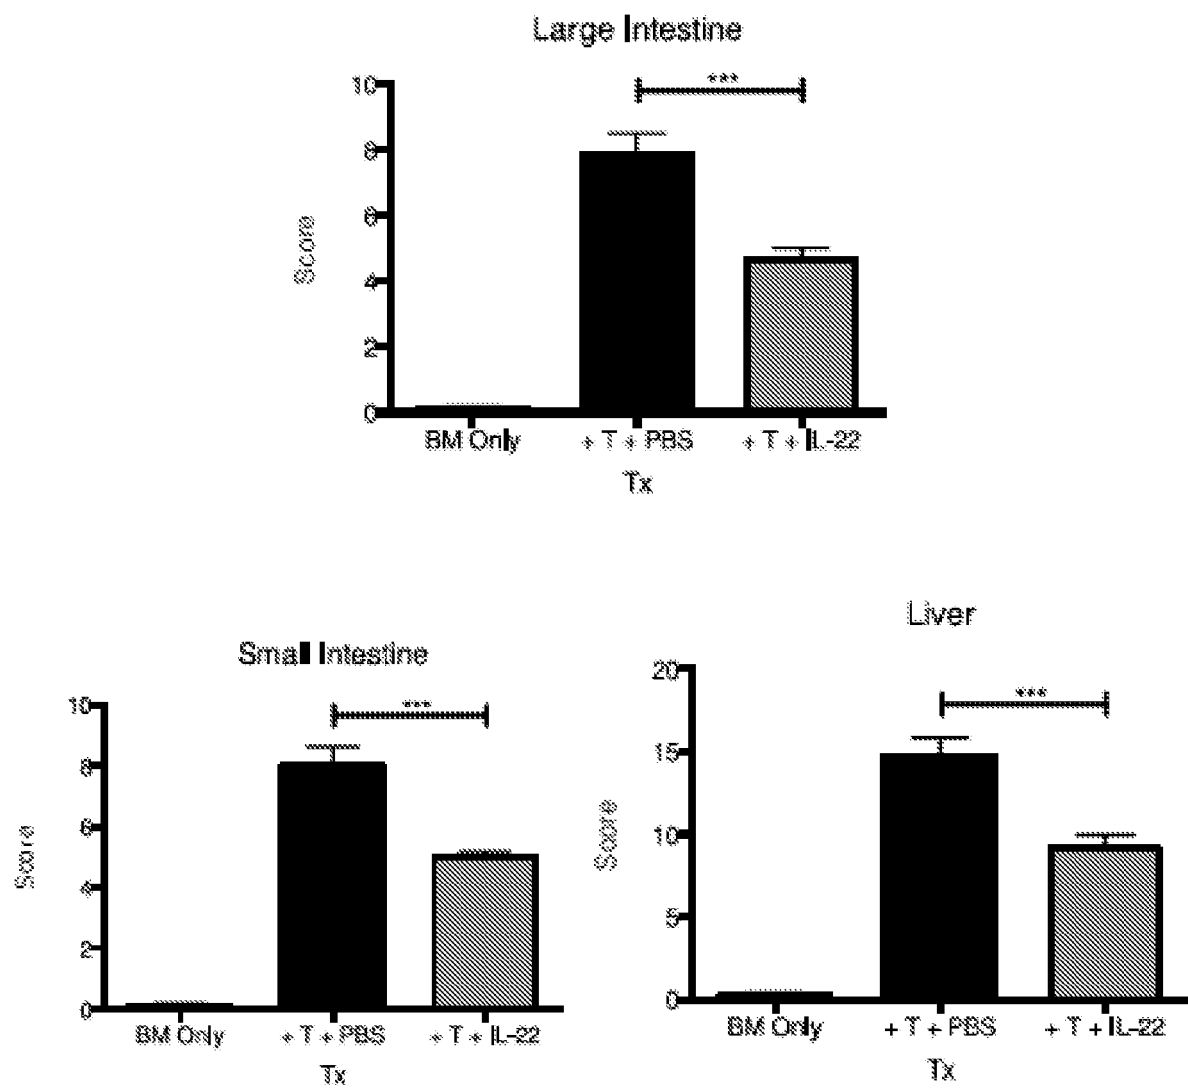 Large Intestine
***
10
8
6
4
2
0
Score
BM Only + T + PBS + T + IL-22
Tx
Small Intestine
***
10
8
6
4
2
0
Score
BM Only + T + PBS + T + IL-22
Tx
Liver
***
20
15
10
5
0
Score
BM Only + T + PBS + T + IL-22
Tx